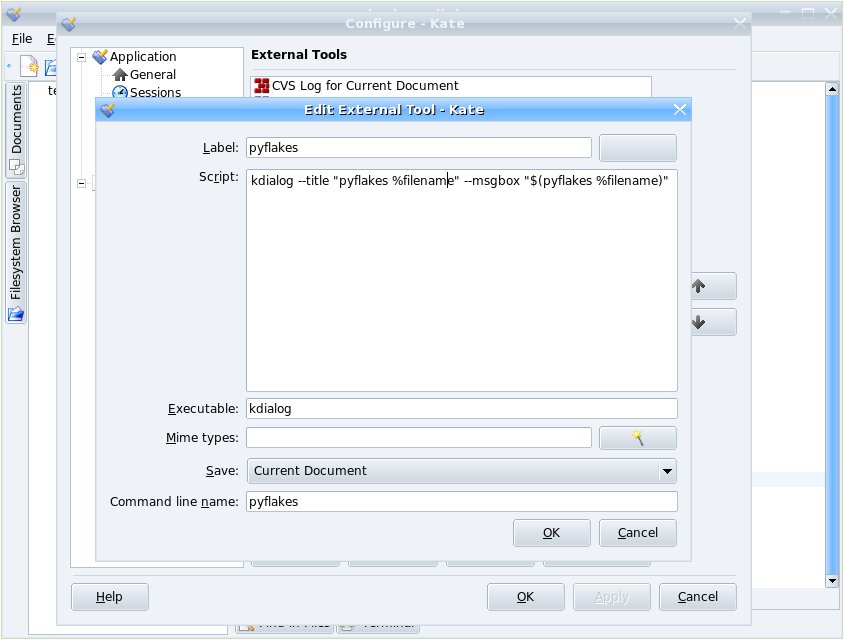 Configure - Kate
File
Application
General
Sessions
External Tools
CVS Log for Current Document
Documents
Filesystem Browser
Edit External Tool - Kate
Label: pyflakes
Script: kdialog --title "pyflakes %filename" --msgbox "$(pyflakes %filename)"
Executable: kdialog
Mime types:
Save: Current Document
Command line name: pyflakes
OK Cancel
Help OK Apply Cancel